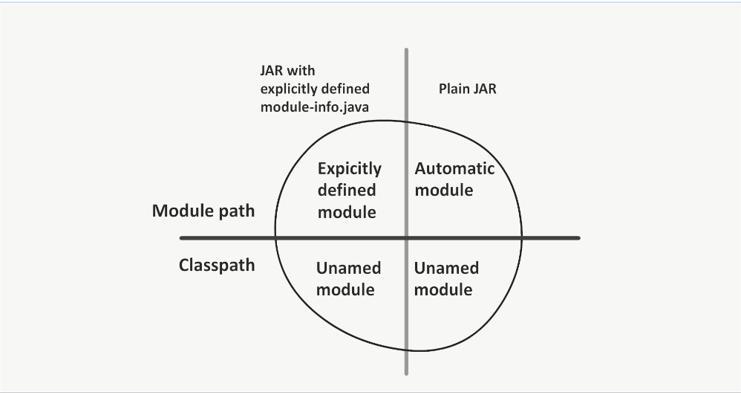 JAR with
explicitly defined
module-info.java
Plain JAR
Expicitly
defined
module
Automatic
module
Module path
Classpath
Unamed
module
Unamed
module